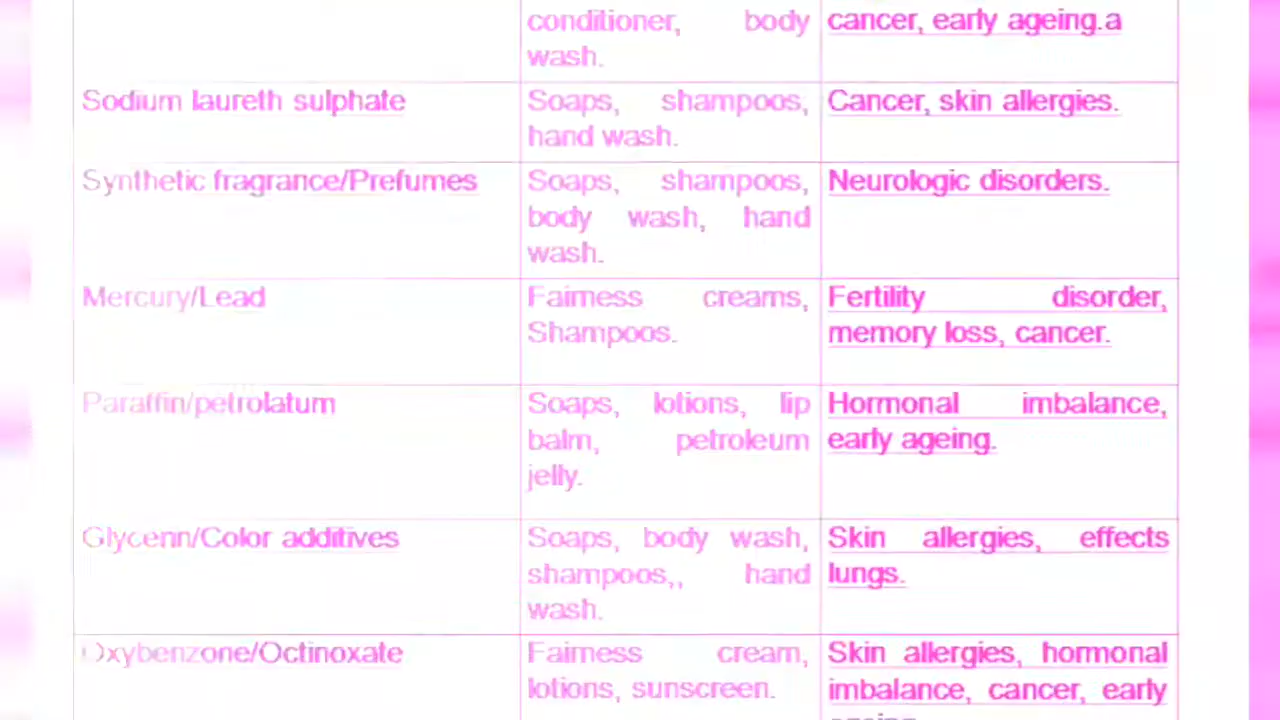 conditioner, body
wash.
cancer, early ageing.a
Sodium laureth sulphate
Soaps, shampoos,
hand wash.
Cancer, skin allergies.
Synthetic fragrance/Prefumes
Soaps, shampoos,
body wash, hand
wash.
Neurologic disorders.
Mercury/Lead
Fairness creams,
Shampoos.
Fertility disorder,
memory loss, cancer.
Paraffin/petrolatum
Soaps, lotions, lip
balm, petroleum
jelly.
Hormonal imbalance,
early ageing.
Glycerin/Color additives
Soaps, body wash,
shampoos,, hand
wash.
Skin allergies, effects
lungs.
Oxybenzone/Octinoxate
Fairness cream,
lotions, sunscreen.
Skin allergies, hormonal
imbalance, cancer, early